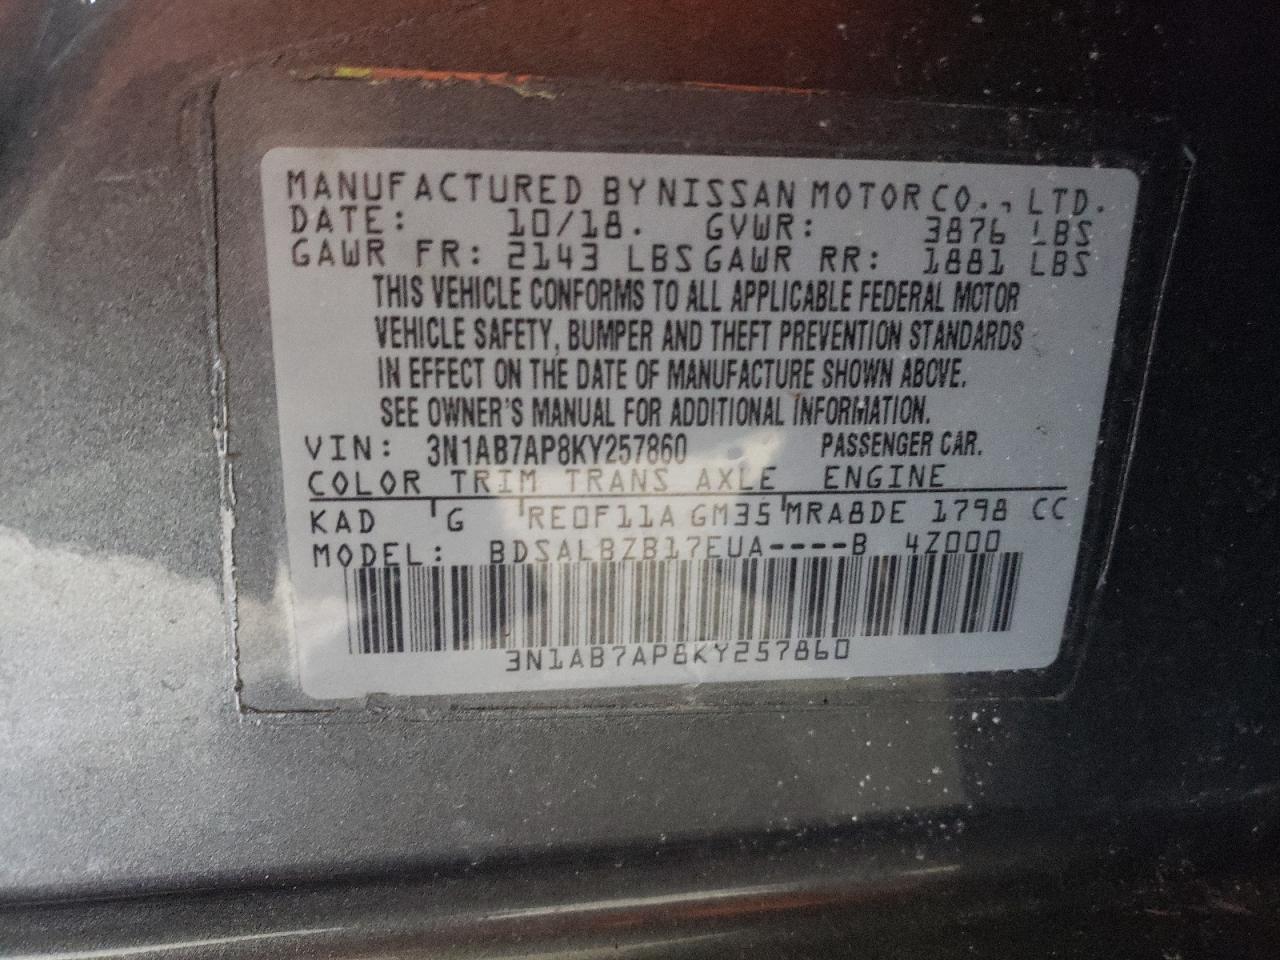 MANUFACTURED BY NISSAN MOTOR CO., LTD.
DATE: 10/18. GVWR: 3876 LBS
GAWR FR: 2143 LBS GAWR RR: 1881 LBS
THIS VEHICLE CONFORMS TO ALL APPLICABLE FEDERAL MOTOR
VEHICLE SAFETY, BUMPER AND THEFT PREVENTION STANDARDS
IN EFFECT ON THE DATE OF MANUFACTURE SHOWN ABOVE.
SEE OWNER'S MANUAL FOR ADDITIONAL INFORMATION.
VIN: 3N1AB7AP8KY257860 PASSENGER CAR.
COLOR TRIM TRANS AXLE ENGINE
KAD G RE0F11A GM35 MRA8DE 1798 CC
MODEL: BDSALBZB17EUA----B 4Z000
3N1AB7AP8KY257860